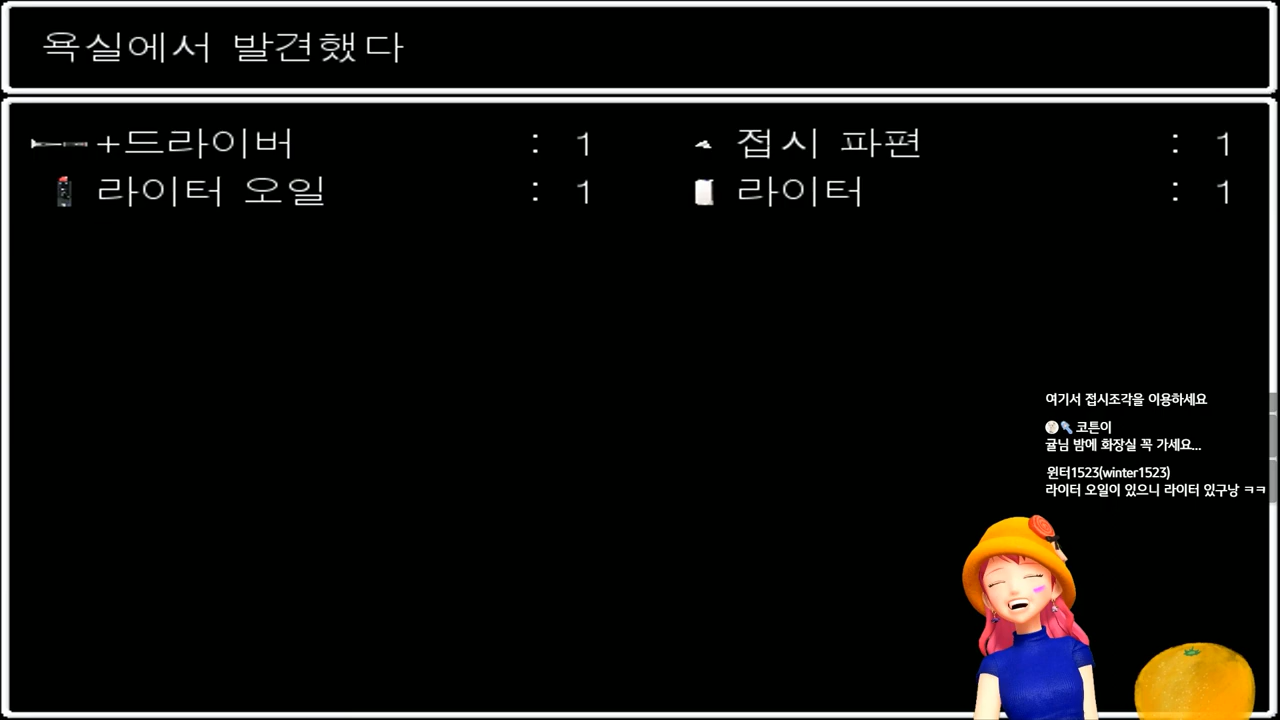 욕실에서 발견했다
+드라이버 : 1 접시 파편 : 1
라이터 오일 : 1 라이터 : 1
여기서 접시조각을 이용하세요
코튼이
귤님 밤에 화장실 꼭 가세요...
윈터1523(winter1523)
라이터 오일이 있으니 라이터 있구낭 ㅋㅋ